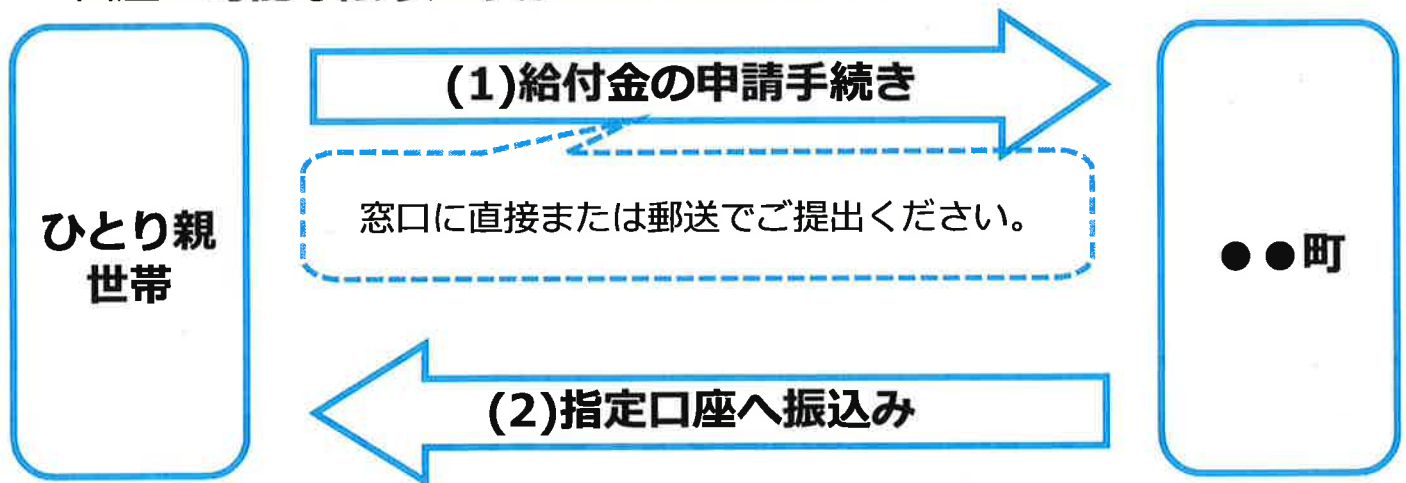 (1)給付金の申請手続き
窓口に直接または郵送でご提出ください。
ひとり親
世帯
●●町
(2)指定口座へ振込み